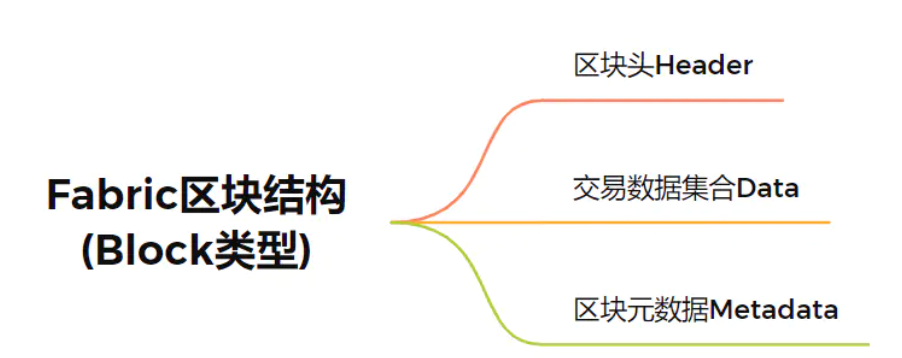 区块头Header
Fabric区块结构
(Block类型)
交易数据集合Data
区块元数据Metadata